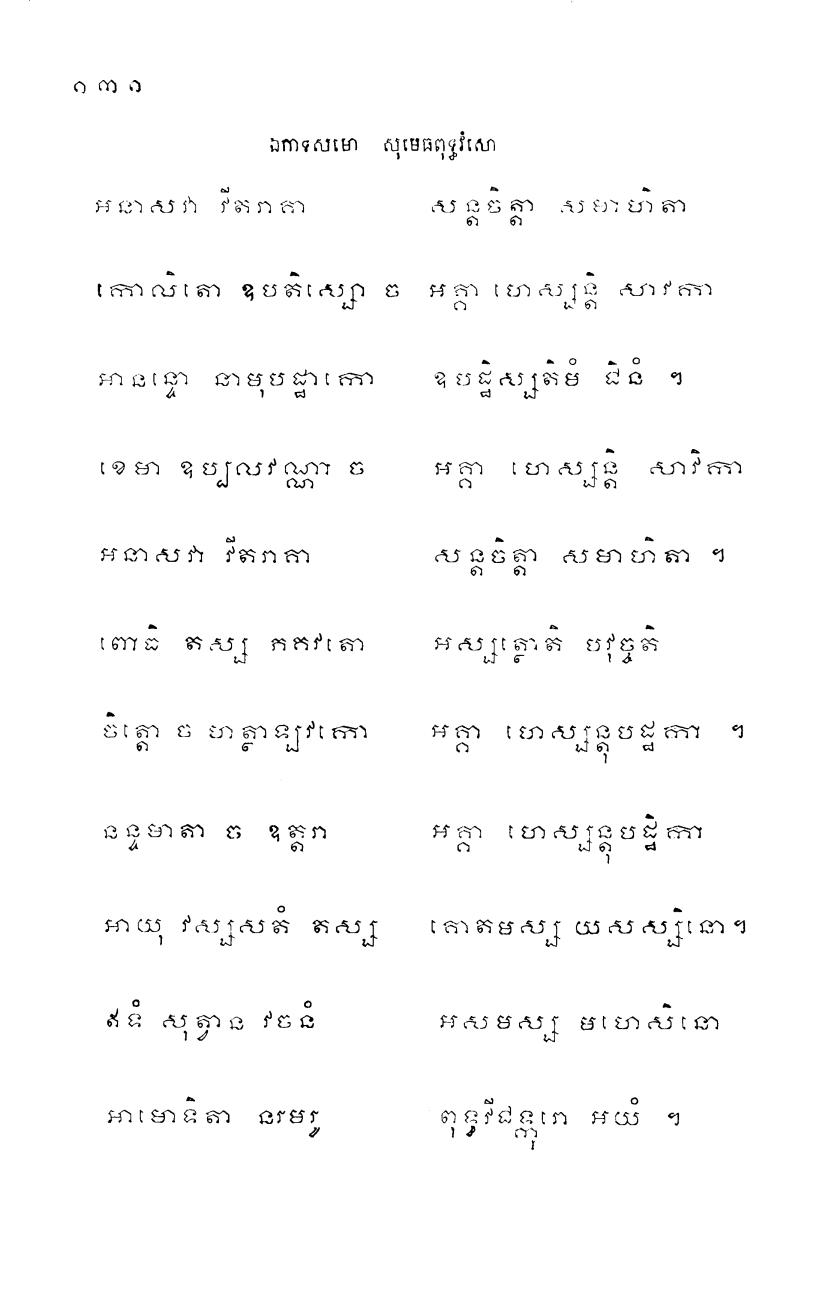 ១៣១
ឯកាទសមោ សុមេធពុទ្ធវំសោ
អនាសវា វីតរាគា សន្តចិត្តា សមាហិតា
កោលិតោ ឧបតិស្សោ ច អគ្គា ហេស្សន្តិ សាវកា
អានន្ទោ នាមុបដ្ឋាកោ ឧបដ្ឋិស្សតិមំ ជិនំ ។
ខេមា ឧប្បលវណ្ណា ច អគ្គា ហេស្សន្តិ សាវិកា
អនាសវា វីតរាគា សន្តចិត្តា សមាហិតា ។
ពោធិ តស្ស ភគវតោ អស្សត្ថោតិ បវុច្ចតិ
ចិត្តោ ច ហត្ថាឡ្បវកោ អគ្គា ហេស្សន្តុបដ្ឋកា ។
នន្ទមាតា ច ឧត្តរា អគ្គា ហេស្សន្តុបដ្ឋិកា
អាយុ វស្សសតំ តស្ស គោតមស្ស យសស្សិនោ។
ឥទំ សុត្វាន វចនំ អសមស្ស មហេសិនោ
អាមោទិតា នរមរូ ពុទ្ធវីជង្កុរោ អយំ ។